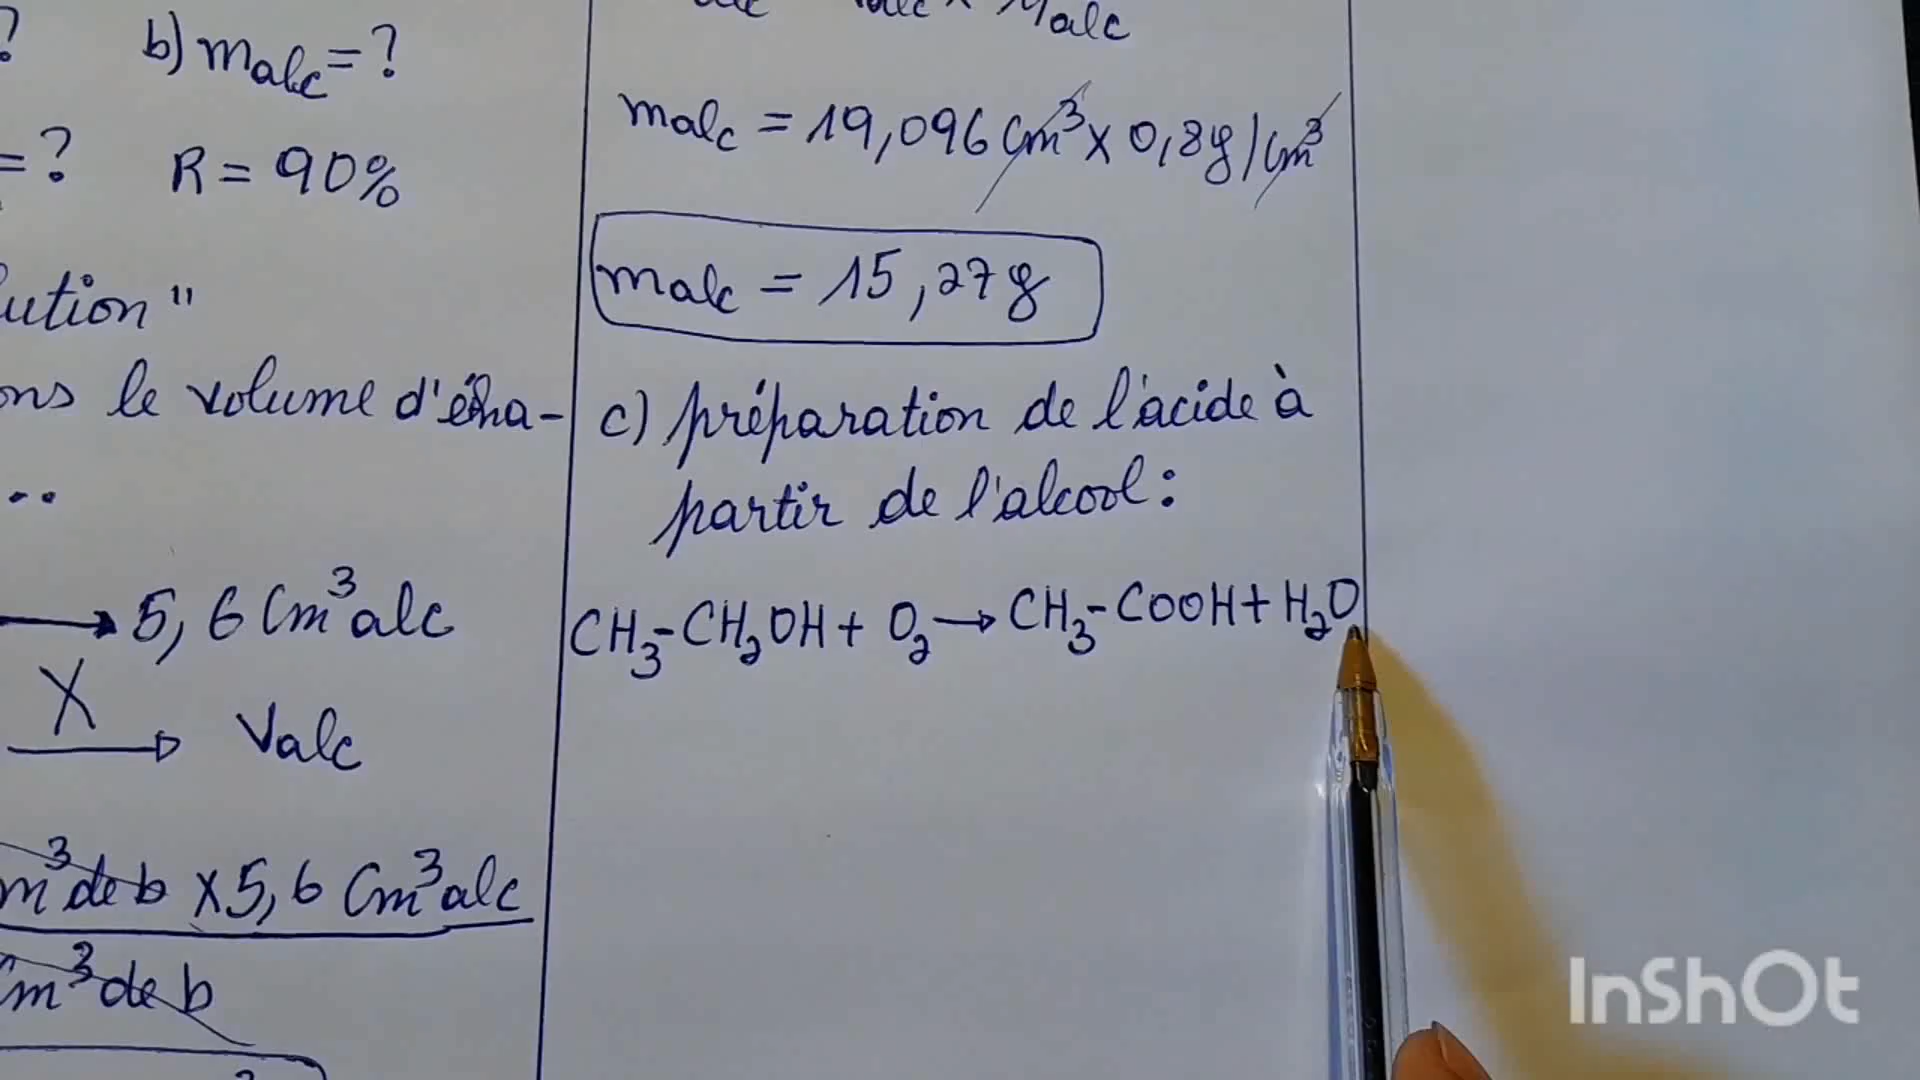 ? b) malc = ?
= ? R = 90%
ution"
ons le volume d'étha-
..
→ 5,6 Cm³ alc
X
→ Valc
m³ de b x 5,6 Cm³ alc
Cm³ de b
x Malc
malc = 19,096 Cm³ x 0,8g/Cm³
malc = 15,27g
c) préparation de l'acide à
partir de l'alcool:
CH₃-CH₂OH + O₂ → CH₃-COOH + H₂O
InShOt